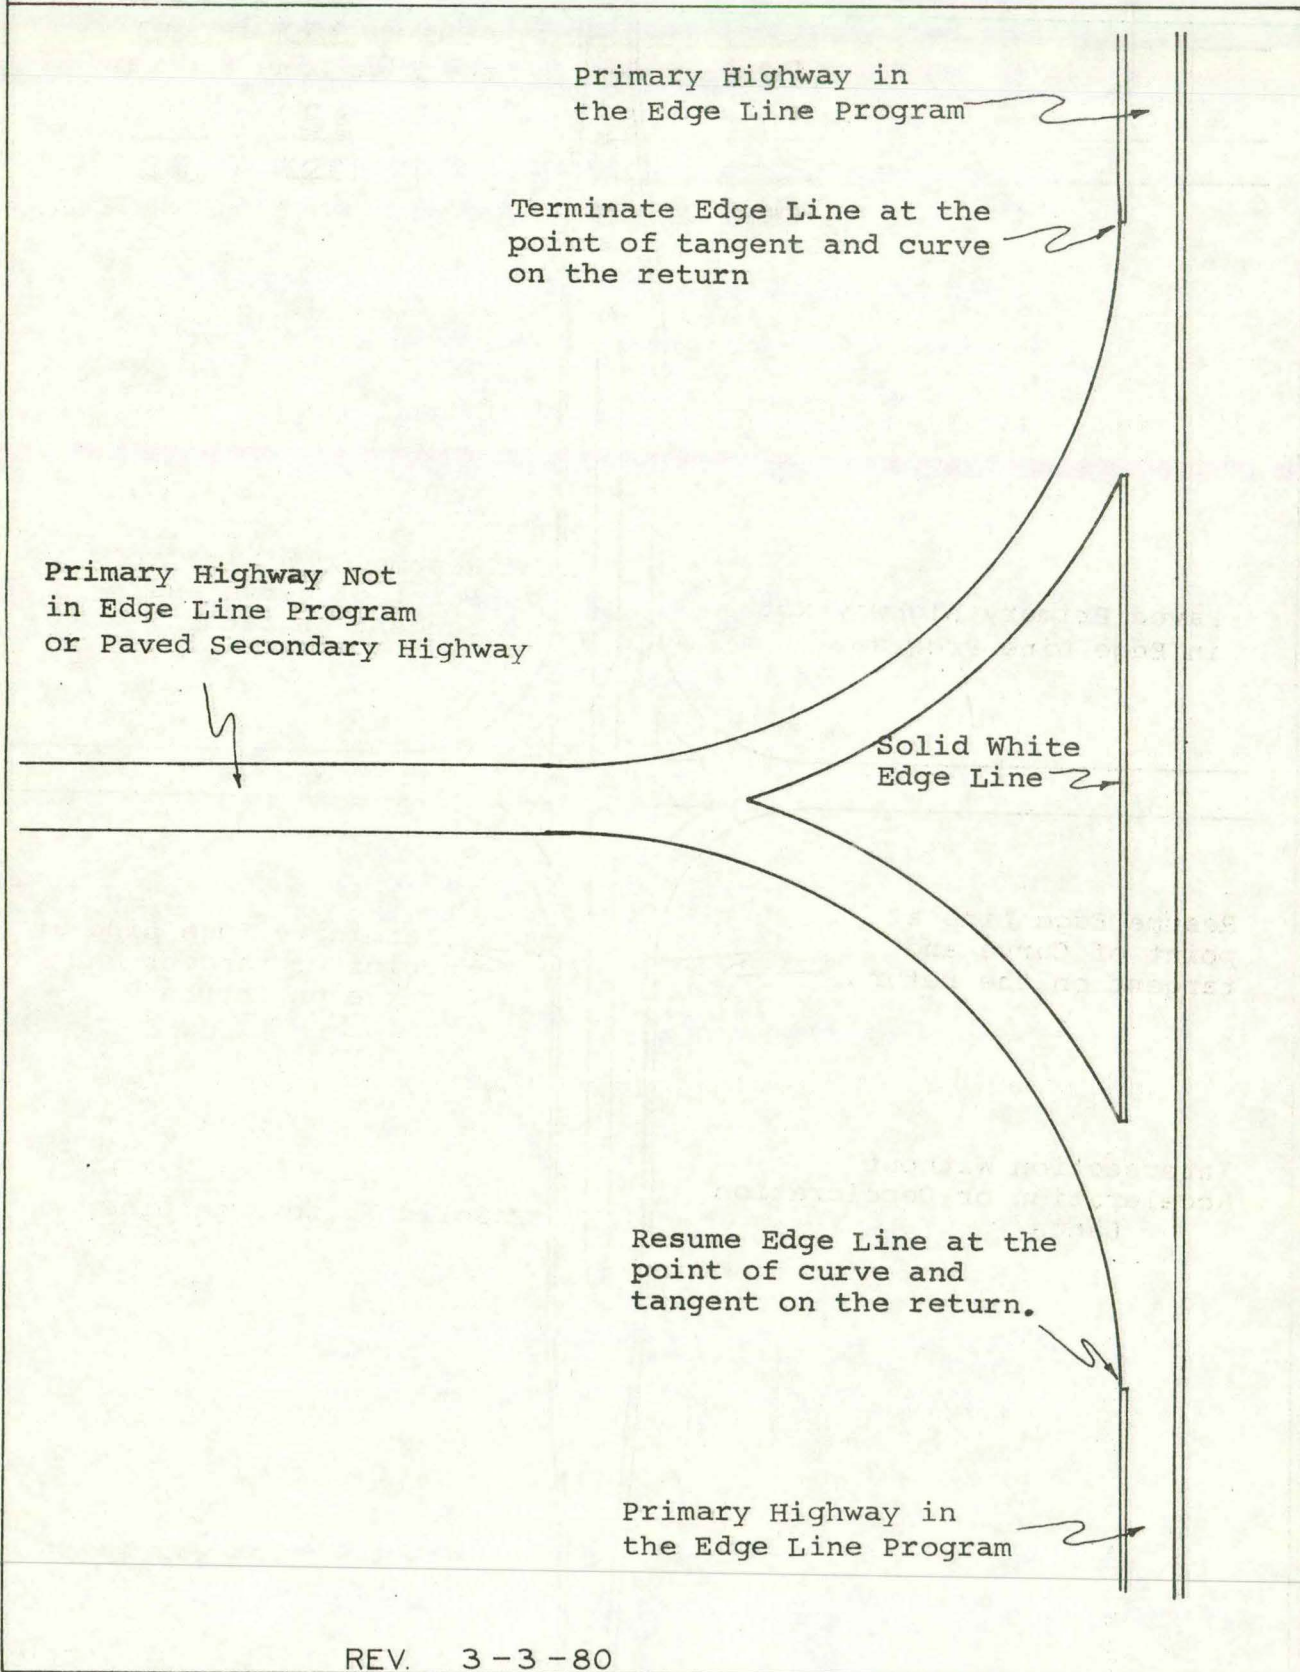 Primary Highway in
the Edge Line Program
Terminate Edge Line at the
point of tangent and curve
on the return
Primary Highway Not
in Edge Line Program
or Paved Secondary Highway
Solid White
Edge Line
Resume Edge Line at the
point of curve and
tangent on the return.
Primary Highway in
the Edge Line Program
REV. 3-3-80